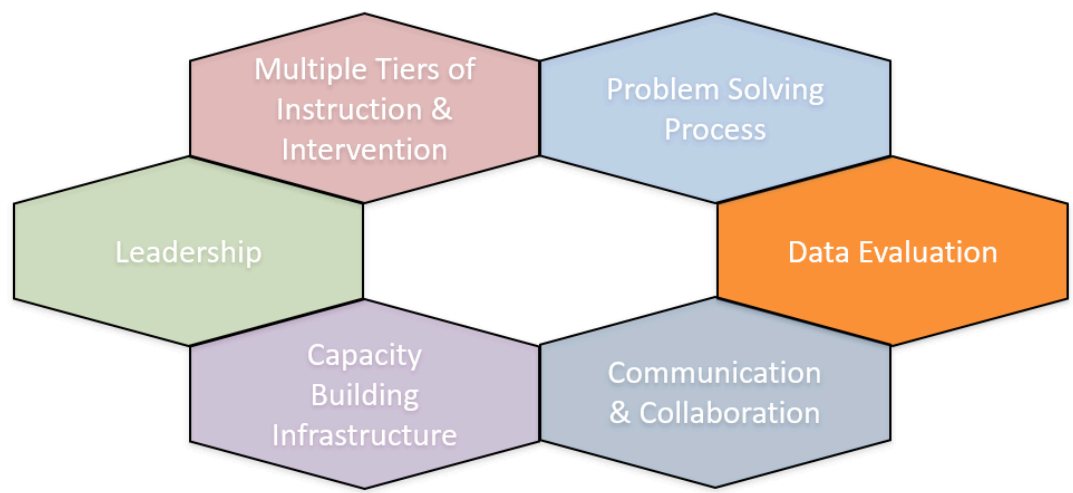 Multiple Tiers of
Instruction &
Intervention
Problem Solving
Process
Leadership
Data Evaluation
Capacity
Building
Infrastructure
Communication
& Collaboration